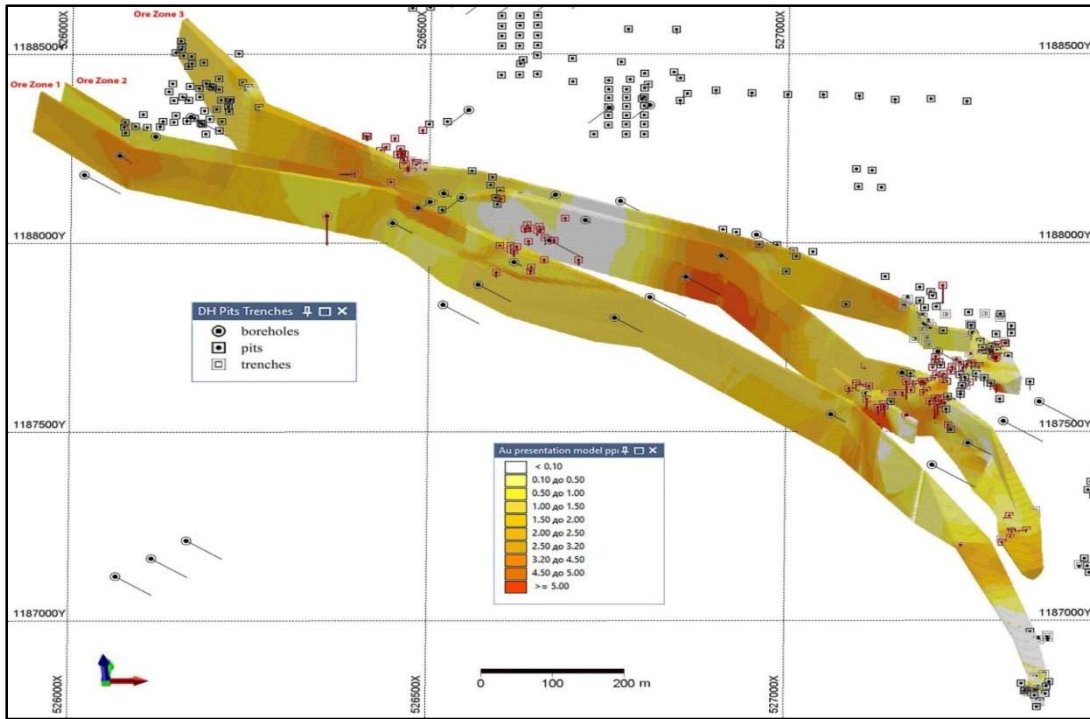 Ore Zone 3
526000X
526500X
527000X
1188500Y
1188500Y
Ore Zone 1
Ore Zone 2
1188000Y
1188000Y
DH Pits Trenches
boreholes
pits
trenches
1187500Y
1187500Y
Au presentation model pp
< 0.10
0.10 до 0.50
0.50 до 1.00
1.00 до 1.50
1.50 до 2.00
2.00 до 2.50
2.50 до 3.20
3.20 до 4.50
4.50 до 5.00
>= 5.00
1187000Y
1187000Y
526000X
526500X
527000X
0 100 200 m